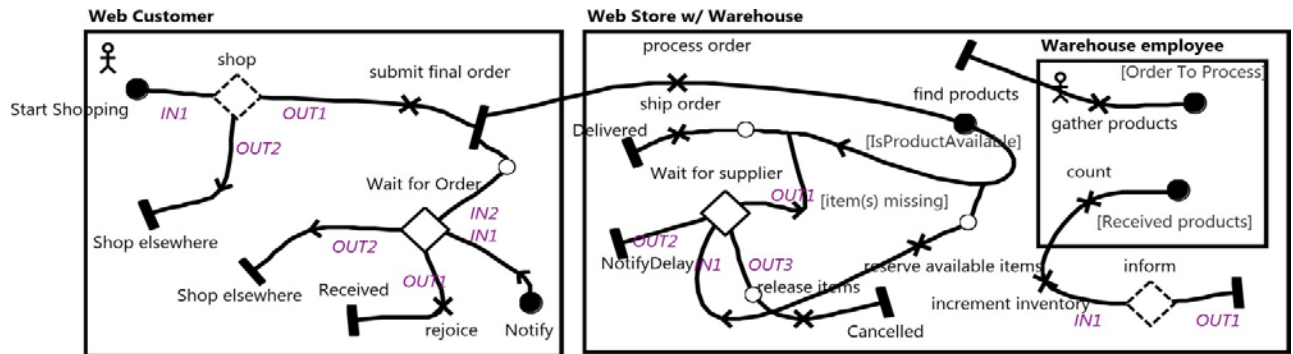 Web Customer
Web Store w/ Warehouse
process order
Warehouse employee
shop
submit final order
[Order To Process]
ship order
find products
Start Shopping
IN1
OUT1
Delivered
gather products
[IsProductAvailable]
OUT2
Wait for supplier
count
Wait for Order
OUT1
[item(s) missing]
IN2
[Received products]
IN1
Shop elsewhere
OUT2
OUT2
NotifyDelay
IN1
OUT3
reserve available items
inform
Shop elsewhere
OUT1
Received
release items
increment inventory
rejoice
Notify
Cancelled
IN1
OUT1